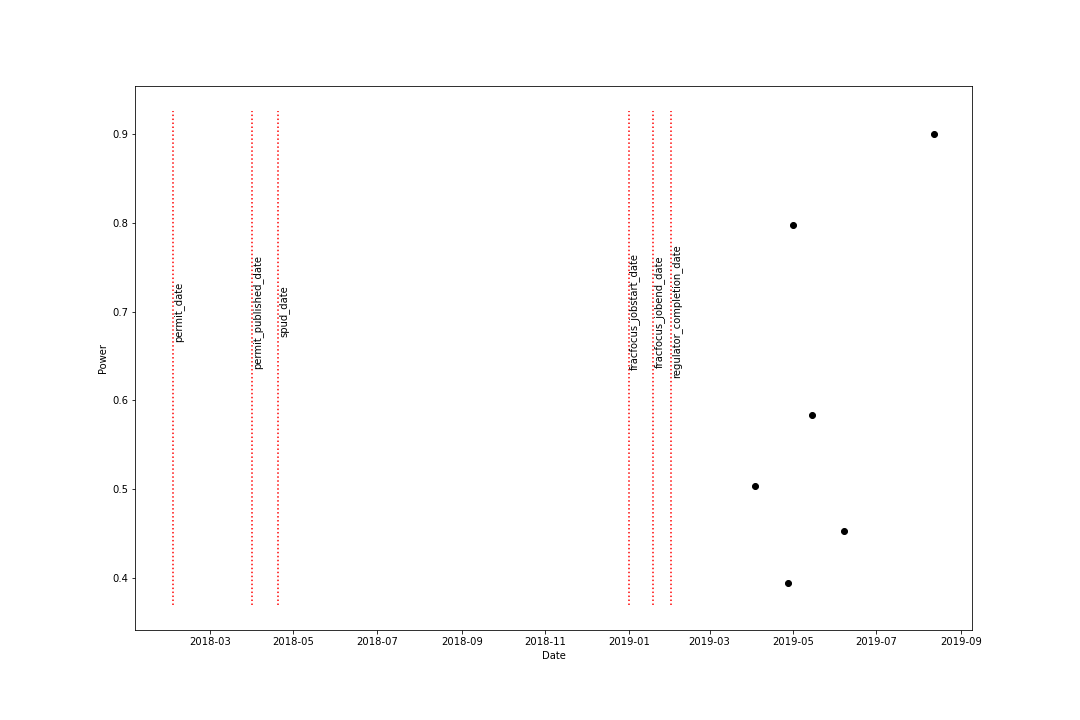 0.9
0.8
0.7
0.6
0.5
0.4
Power
permit_date
permit_published_date
spud_date
fracfocus_jobstart_date
fracfocus_jobend_date
regulator_completion_date
2018-03
2018-05
2018-07
2018-09
2018-11
2019-01
2019-03
2019-05
2019-07
2019-09
Date